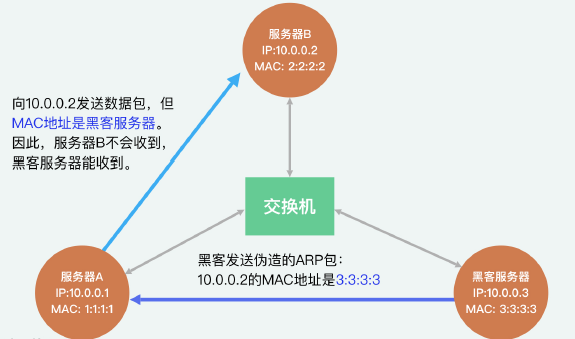 服务器B
IP:10.0.0.2
MAC: 2:2:2:2
向10.0.0.2发送数据包，但
MAC地址是黑客服务器。
因此，服务器B不会收到，
黑客服务器能收到。
交换机
黑客发送伪造的ARP包：
10.0.0.2的MAC地址是3:3:3:3
服务器A
IP:10.0.0.1
MAC: 1:1:1:1
黑客服务器
IP:10.0.0.3
MAC: 3:3:3:3